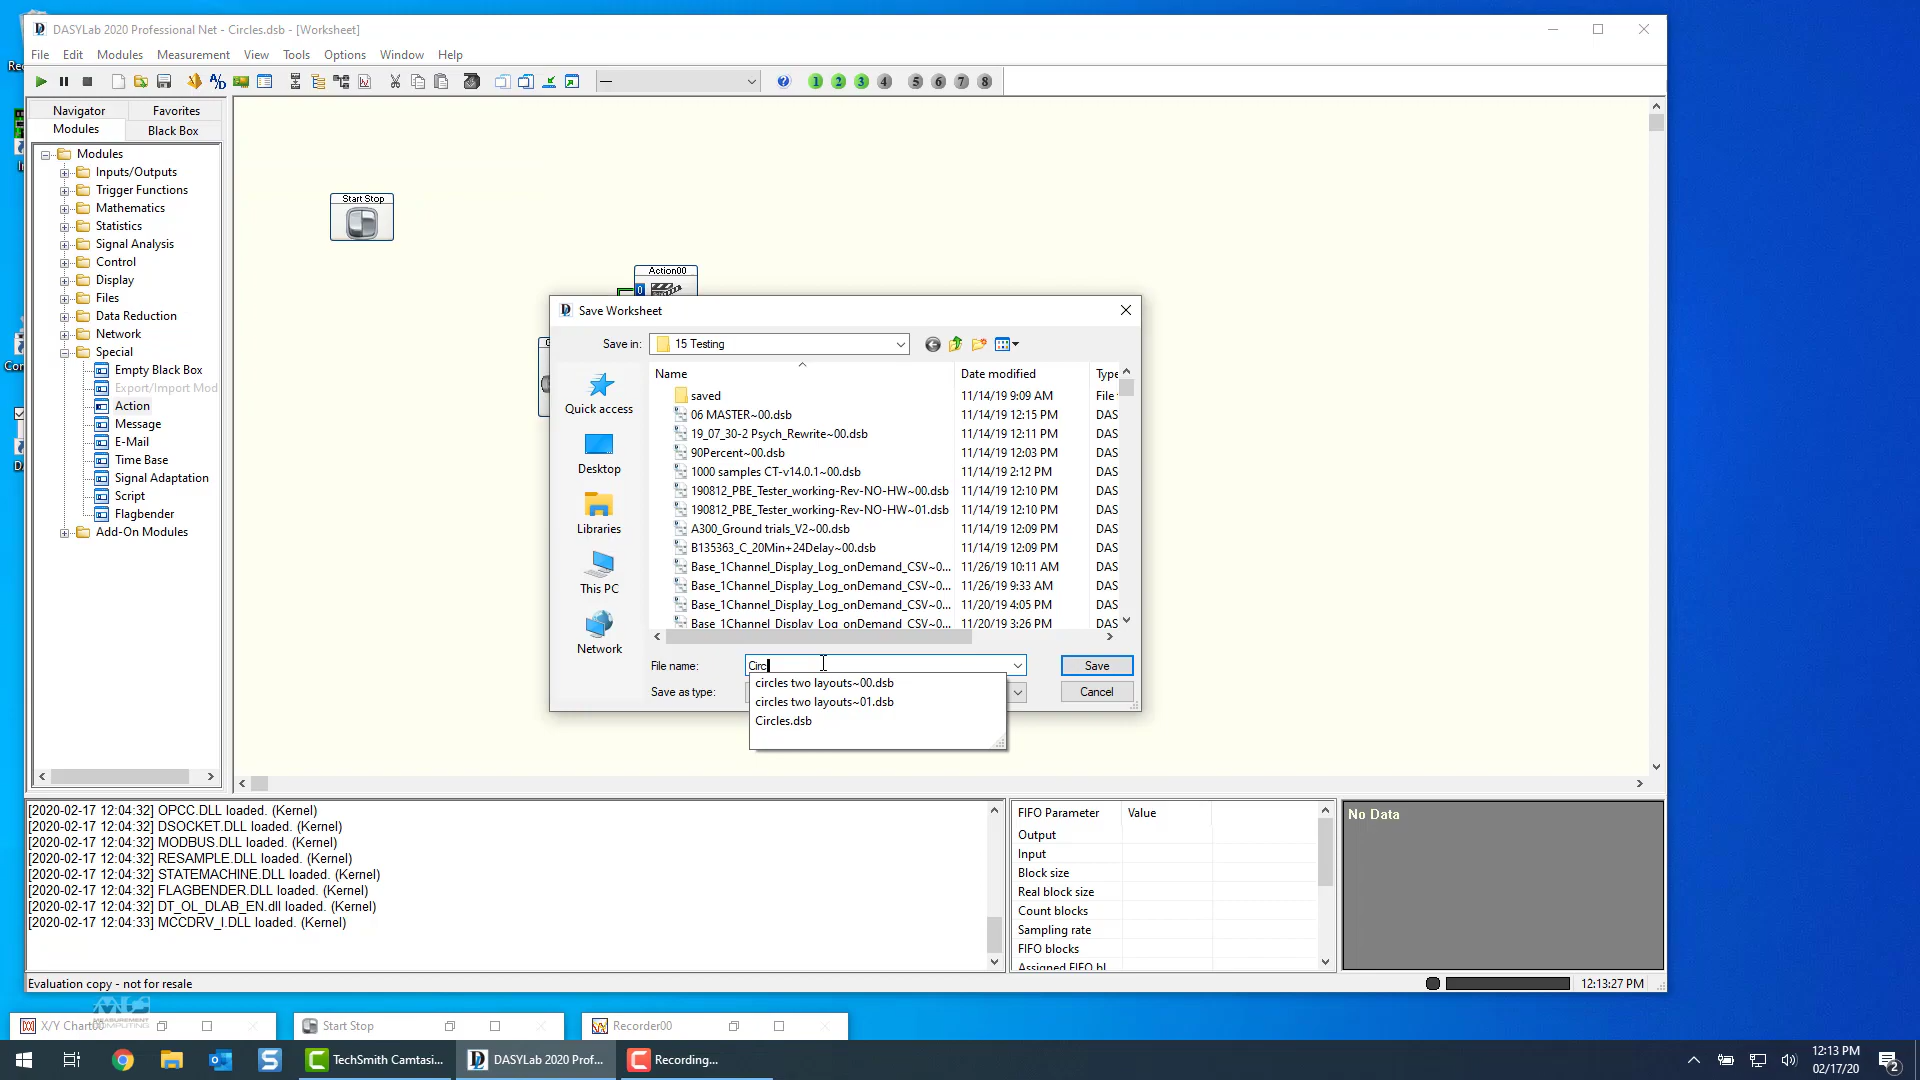 DASYLab 2020 Professional Net - Circles.dsb - [Worksheet]
File Edit Modules Measurement View Tools Options Window Help
1 2 3 4 5 6 7 8
Navigator Favorites
Modules Black Box
Modules
Inputs/Outputs
Trigger Functions
Mathematics
Statistics
Signal Analysis
Control
Display
Files
Data Reduction
Network
Special
Empty Black Box
Export/Import Mod
Action
Message
E-Mail
Time Base
Signal Adaptation
Script
Flagbender
Add-On Modules
Start Stop
Action00
0
Save Worksheet
Save in: 15 Testing
Quick access
Desktop
Libraries
This PC
Network
Name Date modified Type
saved 11/14/19 9:09 AM File
06 MASTER~00.dsb 11/14/19 12:15 PM DAS
19_07_30-2 Psych_Rewrite~00.dsb 11/14/19 12:11 PM DAS
90Percent~00.dsb 11/14/19 12:03 PM DAS
1000 samples CT-v14.0.1~00.dsb 11/14/19 2:12 PM DAS
190812_PBE_Tester_working-Rev-NO-HW~00.dsb 11/14/19 12:10 PM DAS
190812_PBE_Tester_working-Rev-NO-HW~01.dsb 11/14/19 12:10 PM DAS
A300_Ground trials_V2~00.dsb 11/14/19 12:09 PM DAS
B135363_C_20Min+24Delay~00.dsb 11/14/19 12:09 PM DAS
Base_1Channel_Display_Log_onDemand_CSV~0... 11/26/19 10:11 AM DAS
Base_1Channel_Display_Log_onDemand_CSV~0... 11/26/19 9:33 AM DAS
Base_1Channel_Display_Log_onDemand_CSV~0... 11/20/19 4:05 PM DAS
Base_1Channel_Display_Log_onDemand_CSV~0... 11/20/19 3:26 PM DAS
File name: Circ Save
Save as type: Cancel
circles two layouts~00.dsb
circles two layouts~01.dsb
Circles.dsb
[2020-02-17 12:04:32] OPCC.DLL loaded. (Kernel)
[2020-02-17 12:04:32] DSOCKET.DLL loaded. (Kernel)
[2020-02-17 12:04:32] MODBUS.DLL loaded. (Kernel)
[2020-02-17 12:04:32] RESAMPLE.DLL loaded. (Kernel)
[2020-02-17 12:04:32] STATEMACHINE.DLL loaded. (Kernel)
[2020-02-17 12:04:32] FLAGBENDER.DLL loaded. (Kernel)
[2020-02-17 12:04:32] DT_OL_DLAB_EN.dll loaded. (Kernel)
[2020-02-17 12:04:33] MCCDRV_I.DLL loaded. (Kernel)
FIFO Parameter Value
Output
Input
Block size
Real block size
Count blocks
Sampling rate
FIFO blocks
Assigned FIFO bl
No Data
Evaluation copy - not for resale
12:13:27 PM
X/Y Chart00 Start Stop Recorder00
MEASUREMENT COMPUTING
TechSmith Camtasi... DASYLab 2020 Prof... Recording...
12:13 PM
02/17/20
2